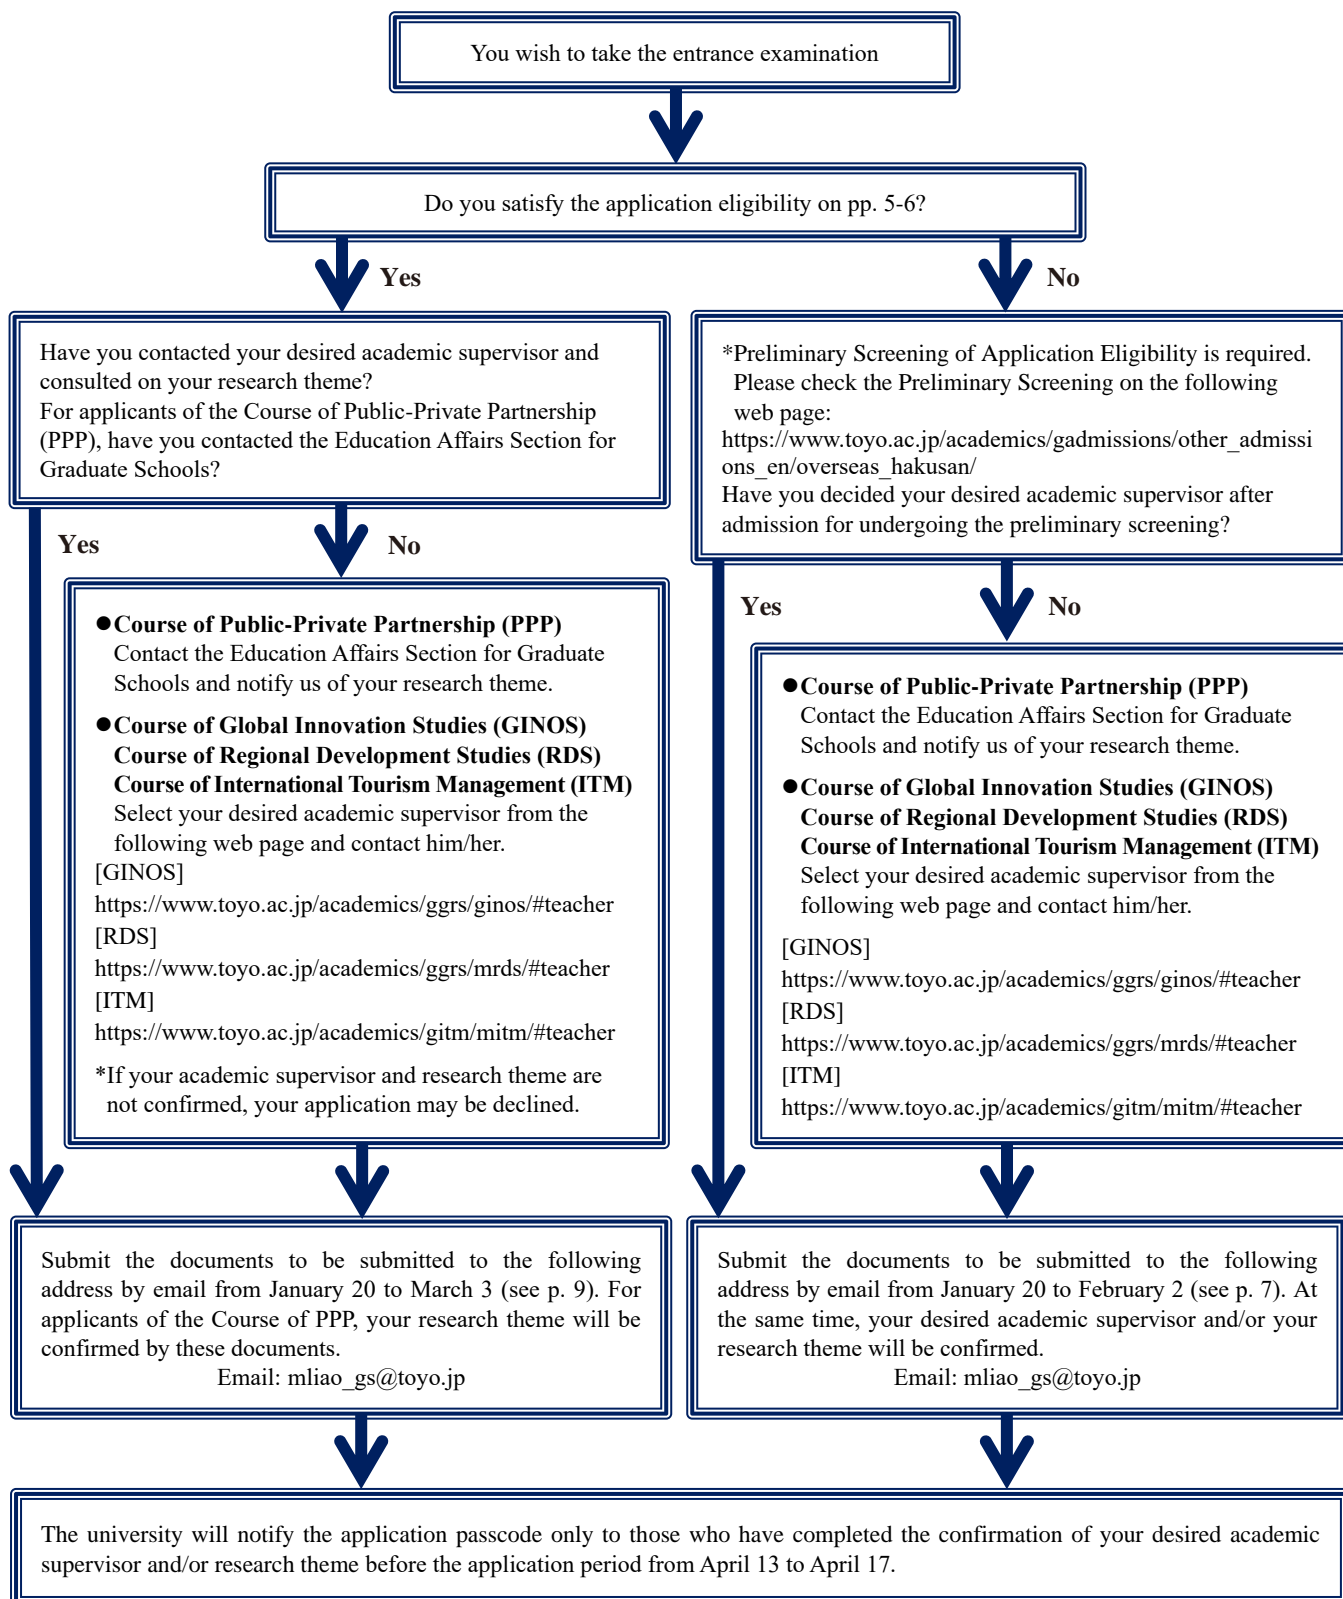 You wish to take the entrance examination
Do you satisfy the application eligibility on pp. 5-6?
Yes
No
Have you contacted your desired academic supervisor and
consulted on your research theme?
For applicants of the Course of Public-Private Partnership
(PPP), have you contacted the Education Affairs Section for
Graduate Schools?
*Preliminary Screening of Application Eligibility is required.
Please check the Preliminary Screening on the following
web page:
https://www.toyo.ac.jp/academics/gadmissions/other_admissi
ons_en/overseas_hakusan/
Have you decided your desired academic supervisor after
admission for undergoing the preliminary screening?
Yes
No
●Course of Public-Private Partnership (PPP)
Contact the Education Affairs Section for Graduate
Schools and notify us of your research theme.
●Course of Global Innovation Studies (GINOS)
Course of Regional Development Studies (RDS)
Course of International Tourism Management (ITM)
Select your desired academic supervisor from the
following web page and contact him/her.
[GINOS]
https://www.toyo.ac.jp/academics/ggrs/ginos/#teacher
[RDS]
https://www.toyo.ac.jp/academics/ggrs/mrds/#teacher
[ITM]
https://www.toyo.ac.jp/academics/gitm/mitm/#teacher
*If your academic supervisor and research theme are
not confirmed, your application may be declined.
Yes
No
●Course of Public-Private Partnership (PPP)
Contact the Education Affairs Section for Graduate
Schools and notify us of your research theme.
●Course of Global Innovation Studies (GINOS)
Course of Regional Development Studies (RDS)
Course of International Tourism Management (ITM)
Select your desired academic supervisor from the
following web page and contact him/her.
[GINOS]
https://www.toyo.ac.jp/academics/ggrs/ginos/#teacher
[RDS]
https://www.toyo.ac.jp/academics/ggrs/mrds/#teacher
[ITM]
https://www.toyo.ac.jp/academics/gitm/mitm/#teacher
Submit the documents to be submitted to the following
address by email from January 20 to March 3 (see p. 9). For
applicants of the Course of PPP, your research theme will be
confirmed by these documents.
Email: mliao_gs@toyo.jp
Submit the documents to be submitted to the following
address by email from January 20 to February 2 (see p. 7). At
the same time, your desired academic supervisor and/or your
research theme will be confirmed.
Email: mliao_gs@toyo.jp
The university will notify the application passcode only to those who have completed the confirmation of your desired academic
supervisor and/or research theme before the application period from April 13 to April 17.